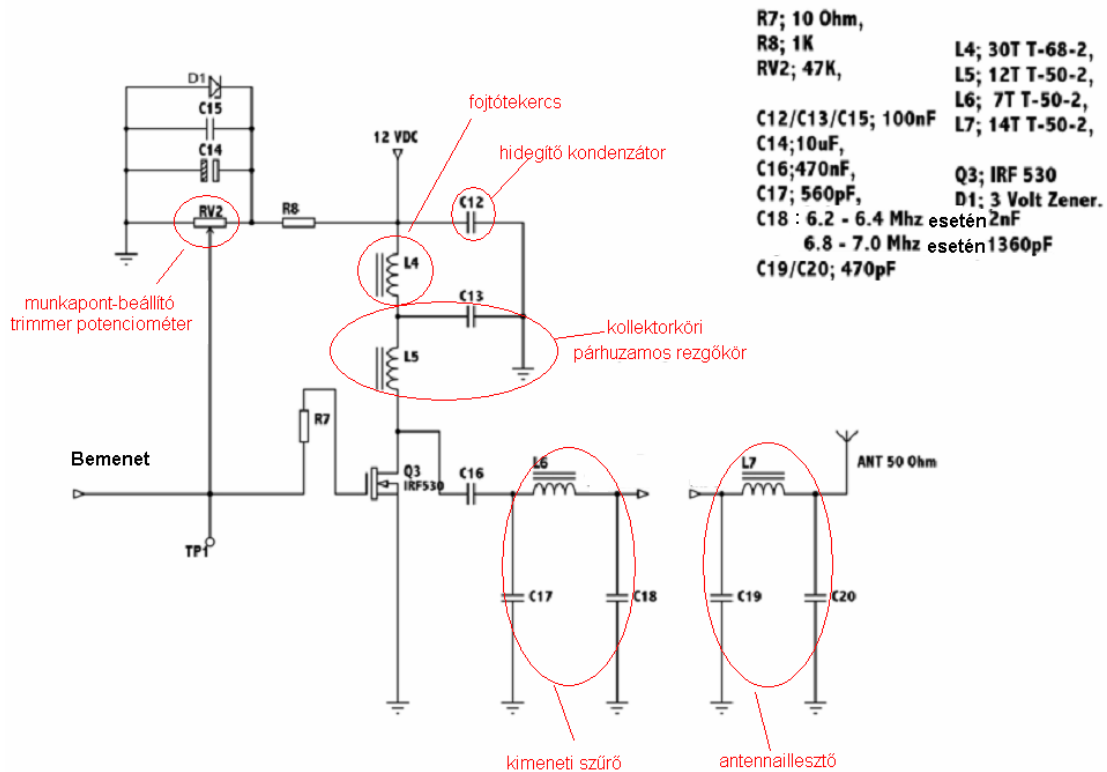 R7; 10 Ohm,
R8; 1K
RV2; 47K,
C12/C13/C15; 100nF
C14;10uF,
C16;470nF,
C17; 560pF,
C18 : 6.2 - 6.4 Mhz esetén 2nF
6.8 - 7.0 Mhz esetén 1360pF
C19/C20; 470pF
L4; 30T T-68-2,
L5; 12T T-50-2,
L6; 7T T-50-2,
L7; 14T T-50-2,
Q3; IRF 530
D1; 3 Volt Zener.
D1
C15
C14
RV2
R8
12 VDC
fojtótekercs
hidegítő kondenzátor
C12
L4
C13
munkapont-beállító
trimmer potenciométer
kollektorköri
párhuzamos rezgőkör
L5
R7
Bemenet
Q3
IRF530
C16
L6
L7
ANT 50 Ohm
TP1
C17
C18
C19
C20
kimeneti szűrő
antennaillesztő